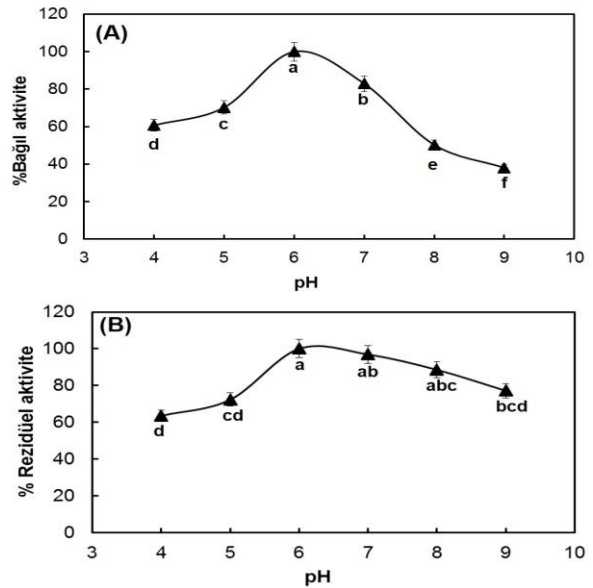 (A)
%Bağıl aktivite
120
100
80
60
40
20
0
d
c
a
b
e
f
3 4 5 6 7 8 9 10
pH
(B)
% Rezidüel aktivite
120
100
80
60
40
20
0
d
cd
a
ab
abc
bcd
3 4 5 6 7 8 9 10
pH